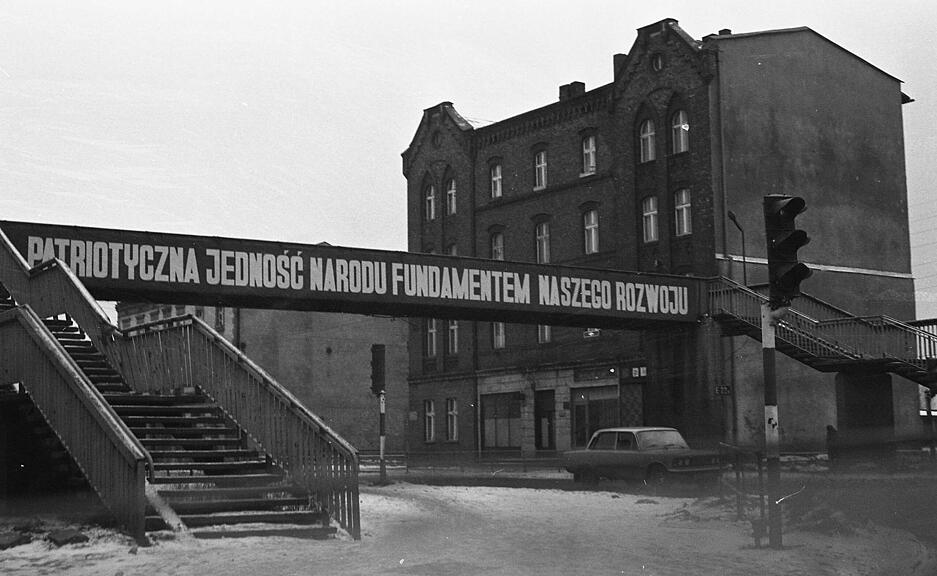 PATRIOTYCZNA JEDNOŚĆ NARODU FUNDAMENTEM NASZEGO ROZWOJU